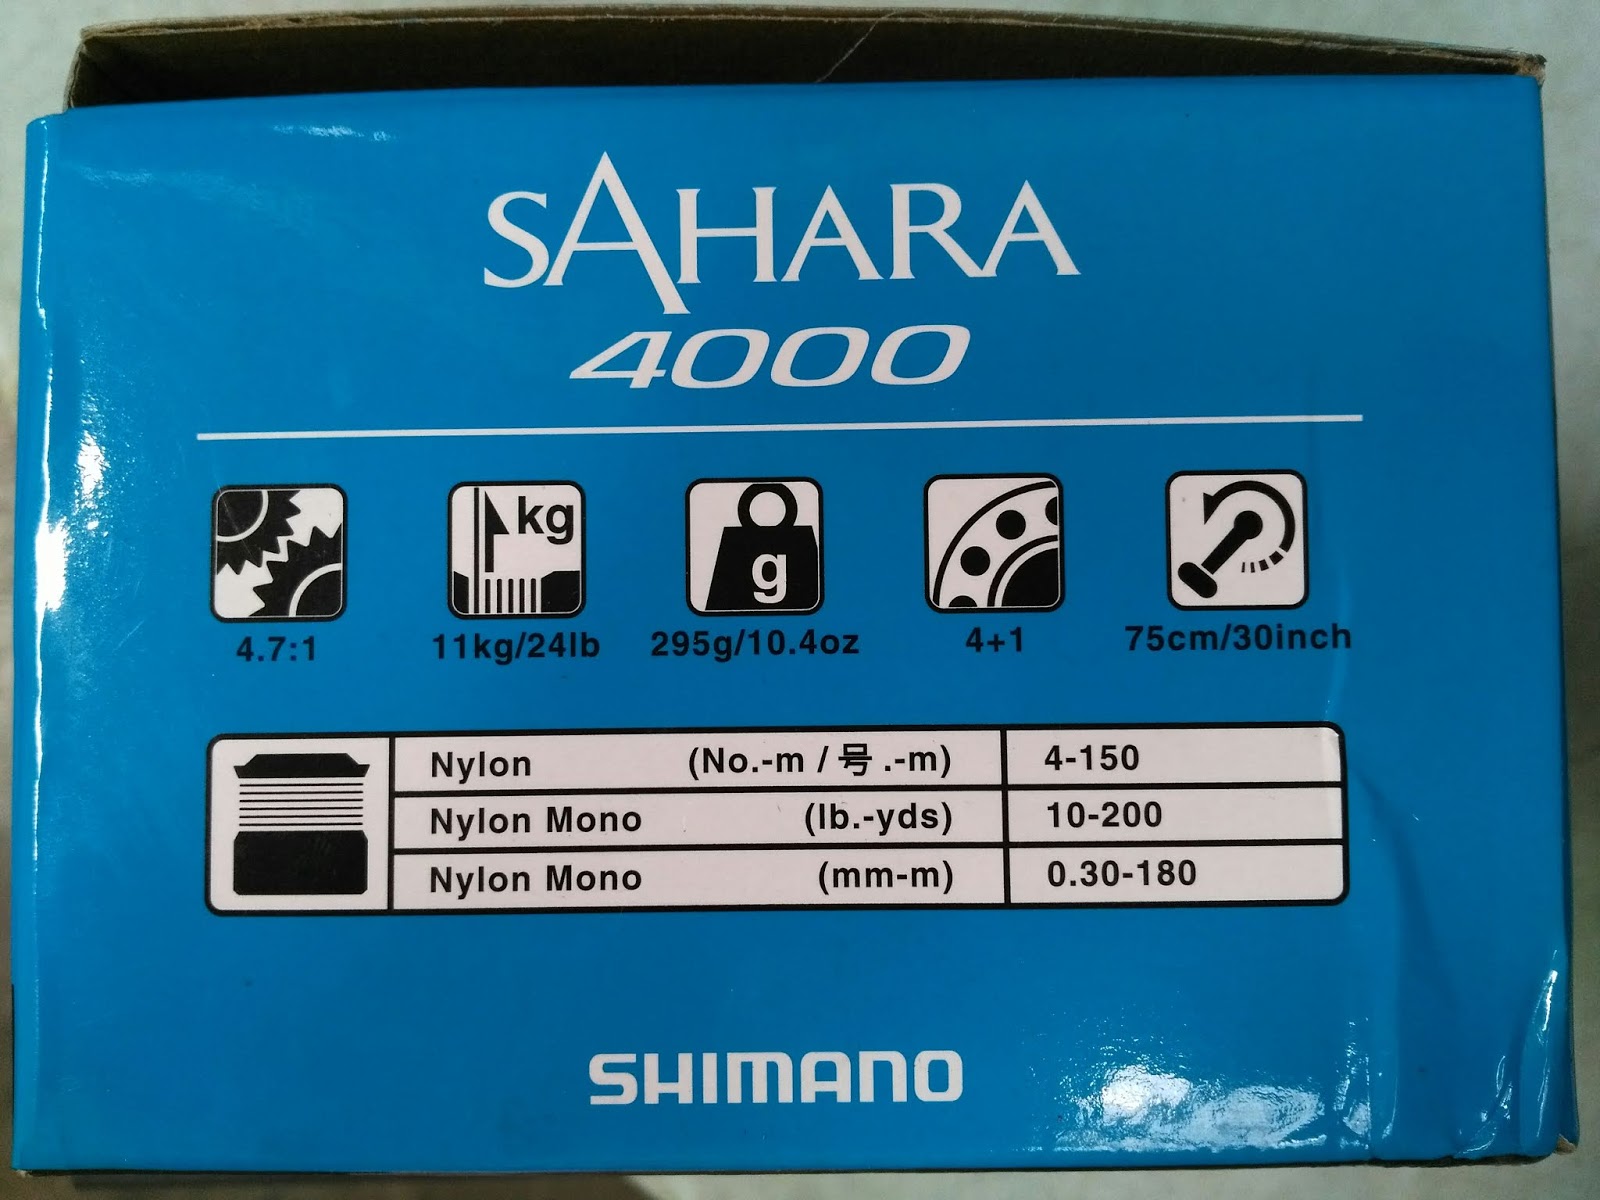 SAHARA
4000
kg
g
4.7:1 11kg/24lb 295g/10.4oz 4+1 75cm/30inch
Nylon (No.-m / 号.-m) 4-150
Nylon Mono (lb.-yds) 10-200
Nylon Mono (mm-m) 0.30-180
SHIMANO